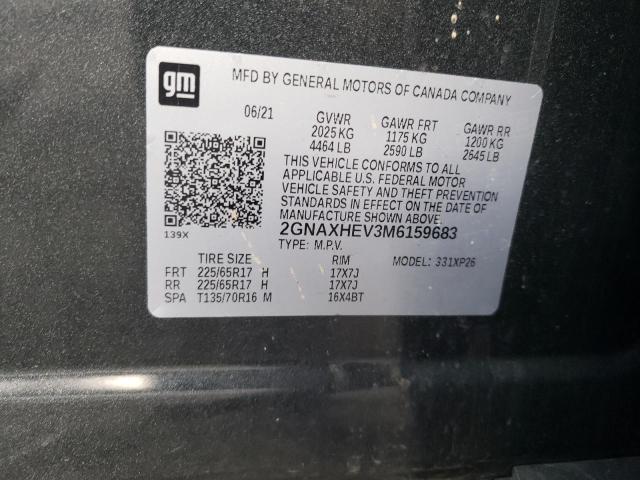 gm
MFD BY GENERAL MOTORS OF CANADA COMPANY
06/21 GVWR GAWR FRT GAWR RR
2025 KG 1175 KG 1200 KG
4464 LB 2590 LB 2645 LB
THIS VEHICLE CONFORMS TO ALL
APPLICABLE U.S. FEDERAL MOTOR
VEHICLE SAFETY AND THEFT PREVENTION
STANDARDS IN EFFECT ON THE DATE OF
MANUFACTURE SHOWN ABOVE.
139X
2GNAXHEV3M6159683
TYPE: M.P.V. MODEL: 331XP26
TIRE SIZE RIM
FRT 225/65R17 H 17X7J
RR 225/65R17 H 17X7J
SPA T135/70R16 M 16X4BT